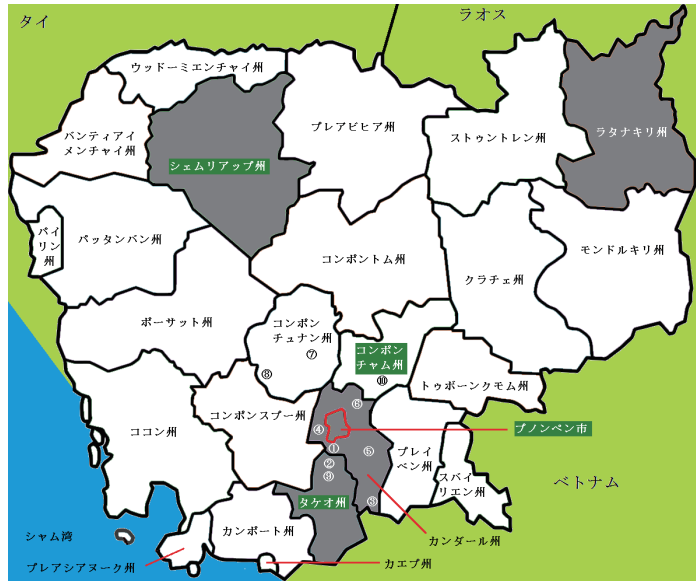 タイ
ラオス
ウッドーミエンチャイ州
バンティアイ
メンチャイ州
シェムリアップ州
プレアビヒア州
ストゥントレン州
ラタナキリ州
パイ
リン
州
バッタンバン州
コンポントム州
クラチェ州
モンドルキリ州
ポーサット州
コンポン
チュナン州
⑦
⑧
コンポン
チャム州
⑩
トゥボーンクモム州
ココン州
コンポンスプー州
④
⑥
①
⑤
②
⑨
③
プノンペン市
プレイ
ベン州
スバイ
リエン州
ベトナム
タケオ州
カンポート州
カンダール州
シャム湾
プレアシアヌーク州
カエプ州